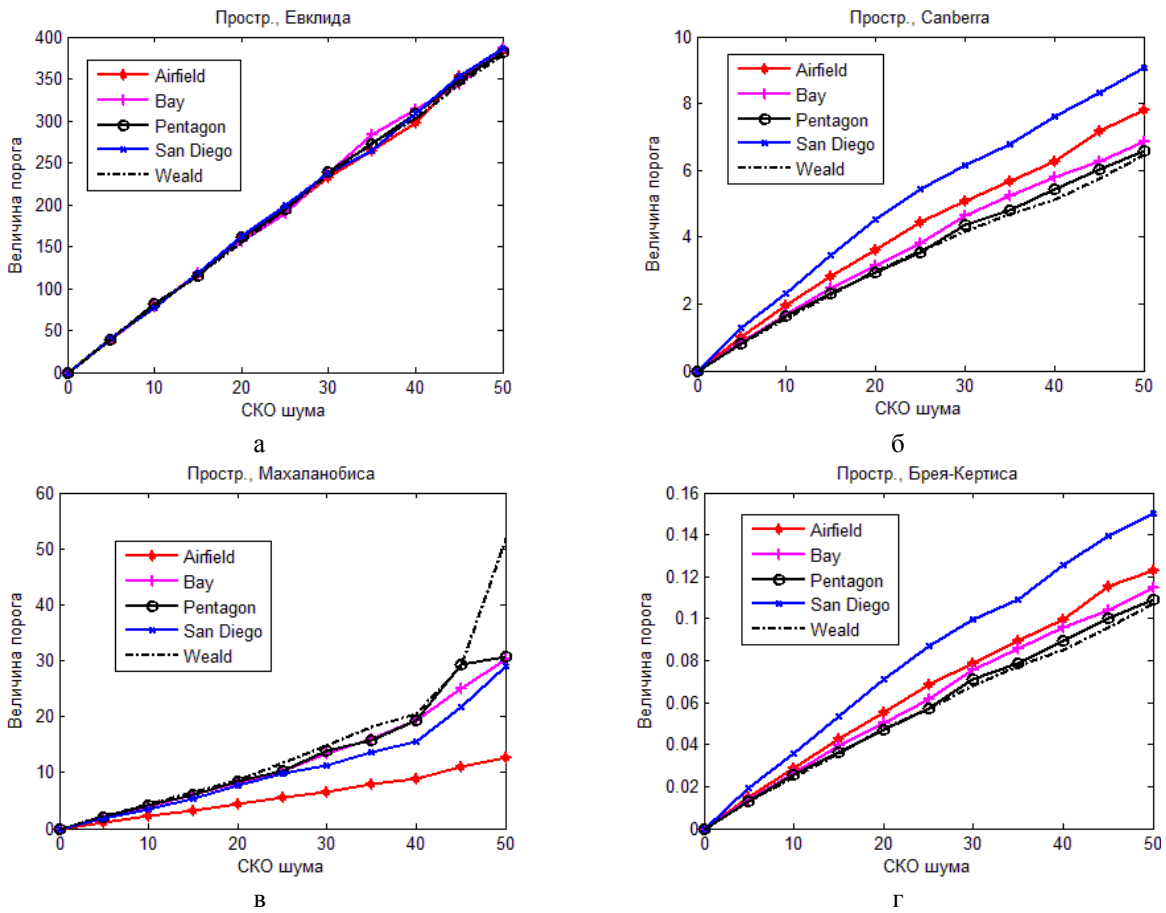 Простр., Евклида
400
350
300
250
200
150
100
50
0
Величина порога
Airfield
Bay
Pentagon
San Diego
Weald
0 10 20 30 40 50
СКО шума
а
Простр., Canberra
10
8
6
4
2
0
Величина порога
Airfield
Bay
Pentagon
San Diego
Weald
0 10 20 30 40 50
СКО шума
б
Простр., Махаланобиса
60
50
40
30
20
10
0
Величина порога
Airfield
Bay
Pentagon
San Diego
Weald
0 10 20 30 40 50
СКО шума
в
Простр., Брея-Кертиса
0.16
0.14
0.12
0.1
0.08
0.06
0.04
0.02
0
Величина порога
Airfield
Bay
Pentagon
San Diego
Weald
0 10 20 30 40 50
СКО шума
г